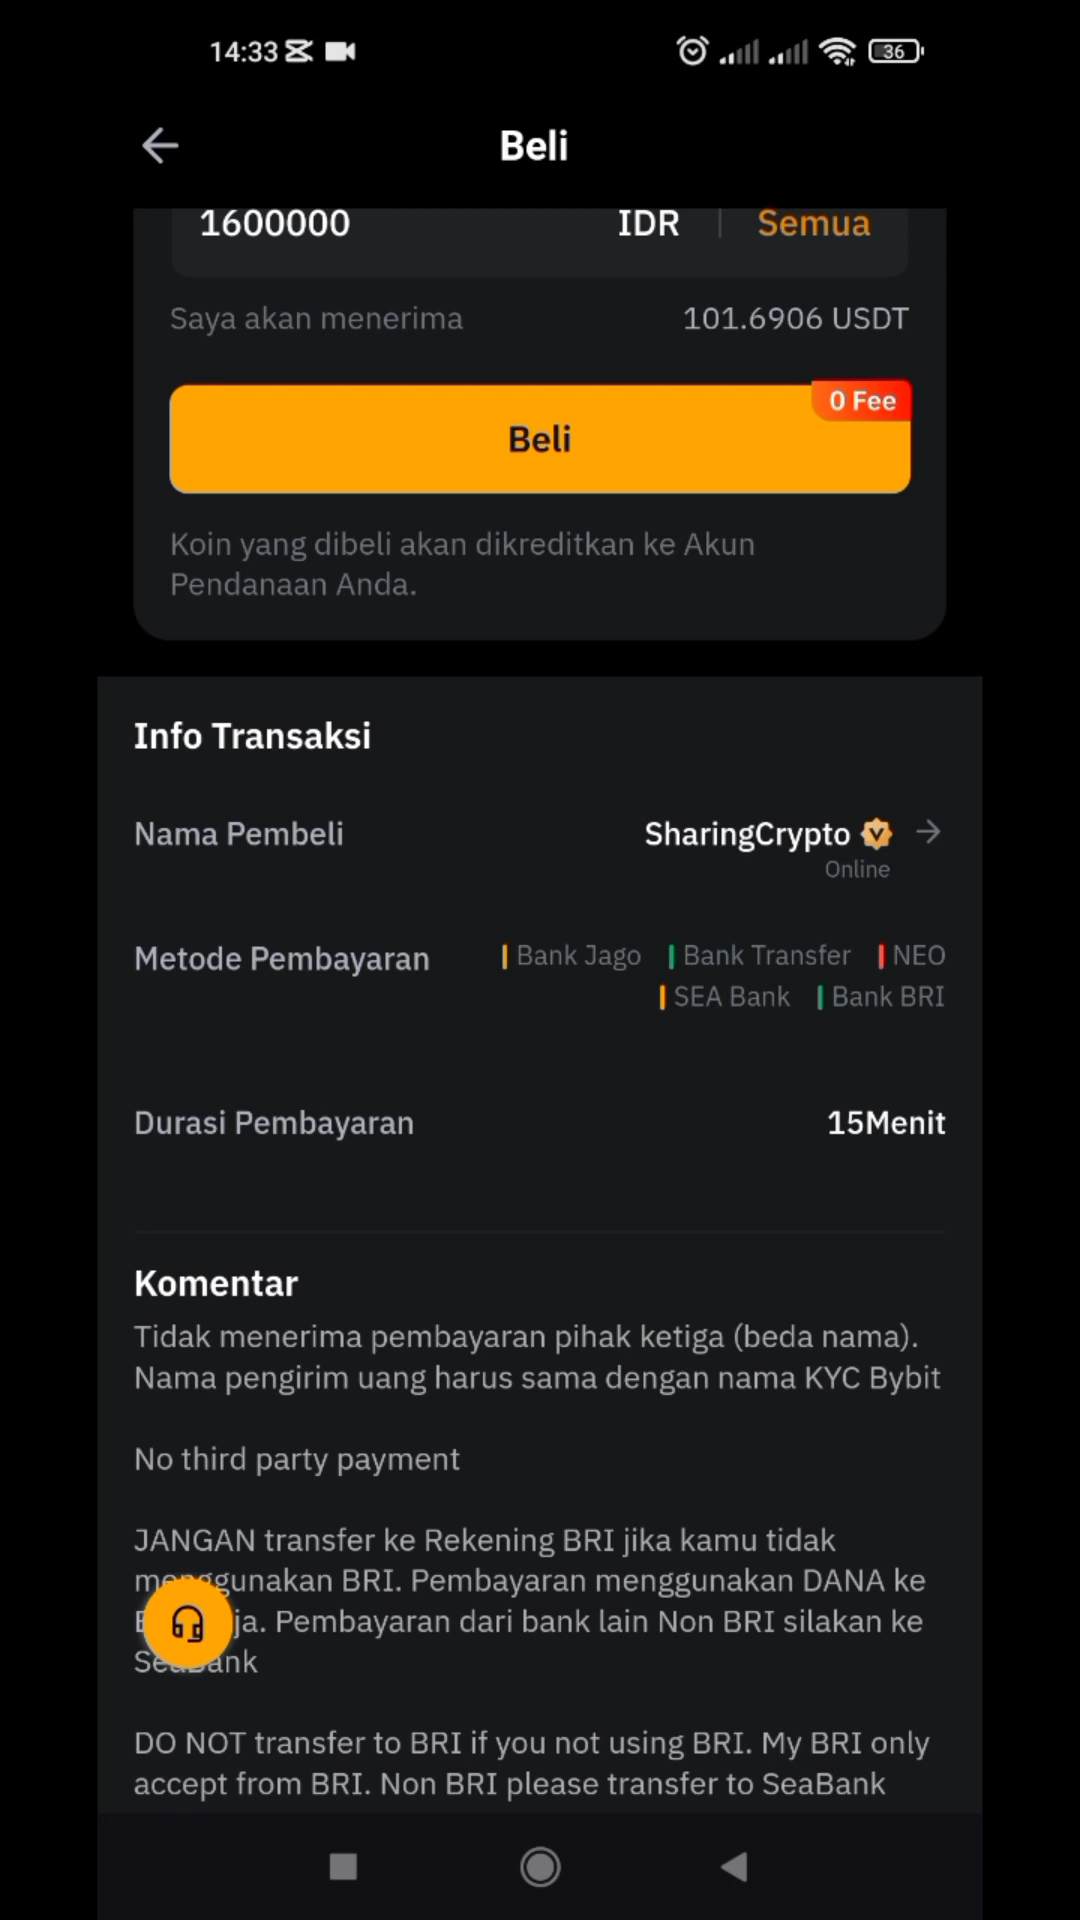 14:33
36
Beli
1600000 IDR Semua
Saya akan menerima 101.6906 USDT
0 Fee
Beli
Koin yang dibeli akan dikreditkan ke Akun
Pendanaan Anda.
Info Transaksi
Nama Pembeli SharingCrypto
Online
Metode Pembayaran Bank Jago Bank Transfer NEO
SEA Bank Bank BRI
Durasi Pembayaran 15Menit
Komentar
Tidak menerima pembayaran pihak ketiga (beda nama).
Nama pengirim uang harus sama dengan nama KYC Bybit
No third party payment
JANGAN transfer ke Rekening BRI jika kamu tidak
menggunakan BRI. Pembayaran menggunakan DANA ke
ja. Pembayaran dari bank lain Non BRI silakan ke
SeaBank
DO NOT transfer to BRI if you not using BRI. My BRI only
accept from BRI. Non BRI please transfer to SeaBank